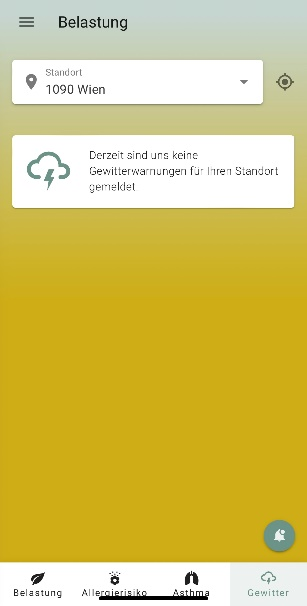 Belastung
Standort
1090 Wien
Derzeit sind uns keine
Gewitterwarnungen für Ihren Standort
gemeldet.
Belastung
Allergierisiko
Asthma
Gewitter